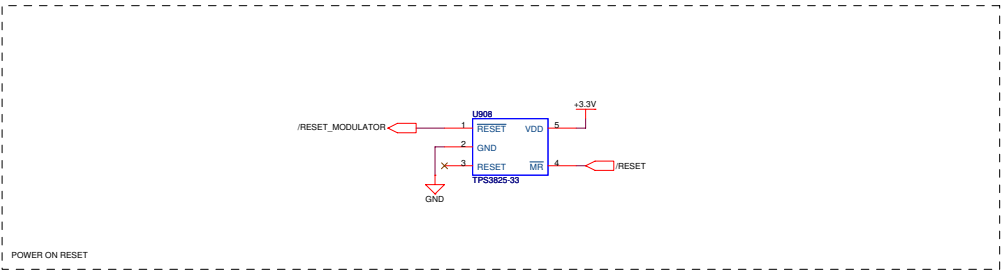 +3.3V
U908
/RESET_MODULATOR 1 RESET VDD 5
2 GND
3 RESET MR 4 /RESET
TPS3825-33
GND
POWER ON RESET